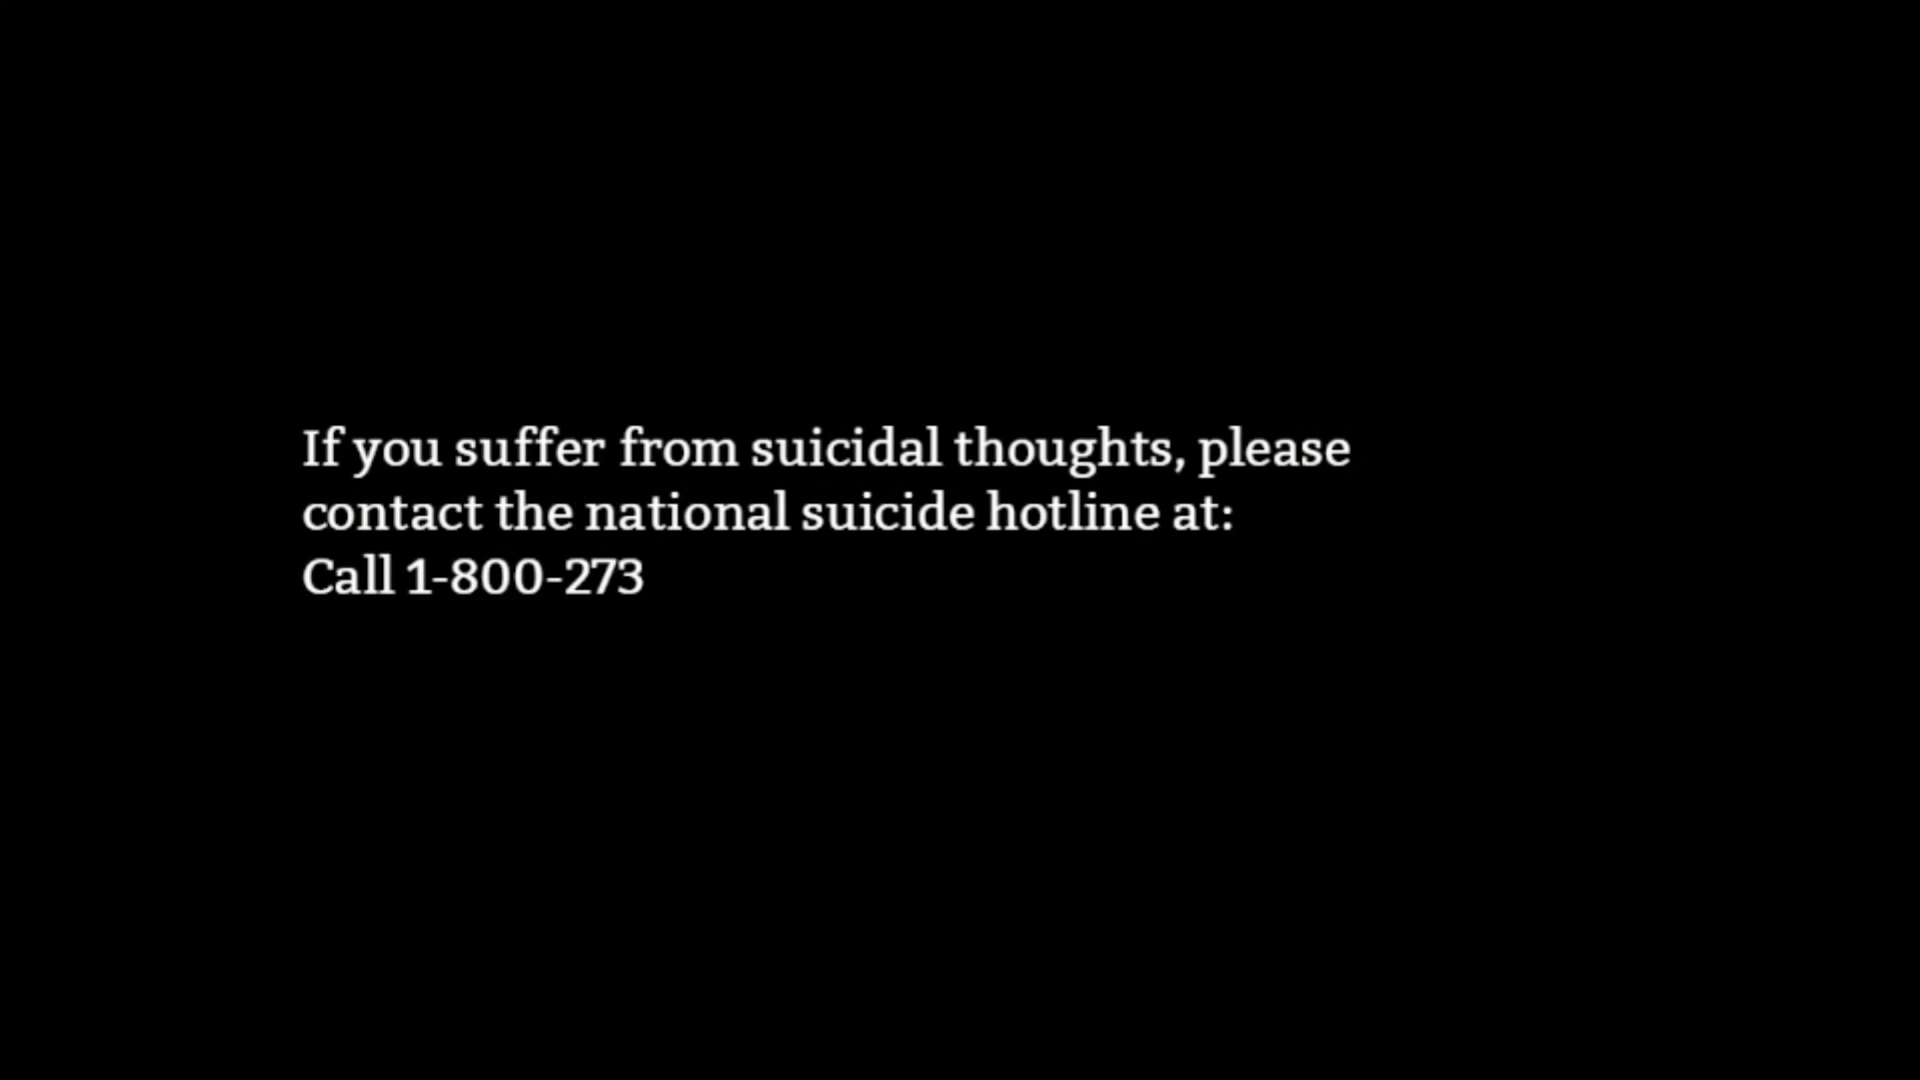 If you suffer from suicidal thoughts, please
contact the national suicide hotline at:
Call 1-800-273